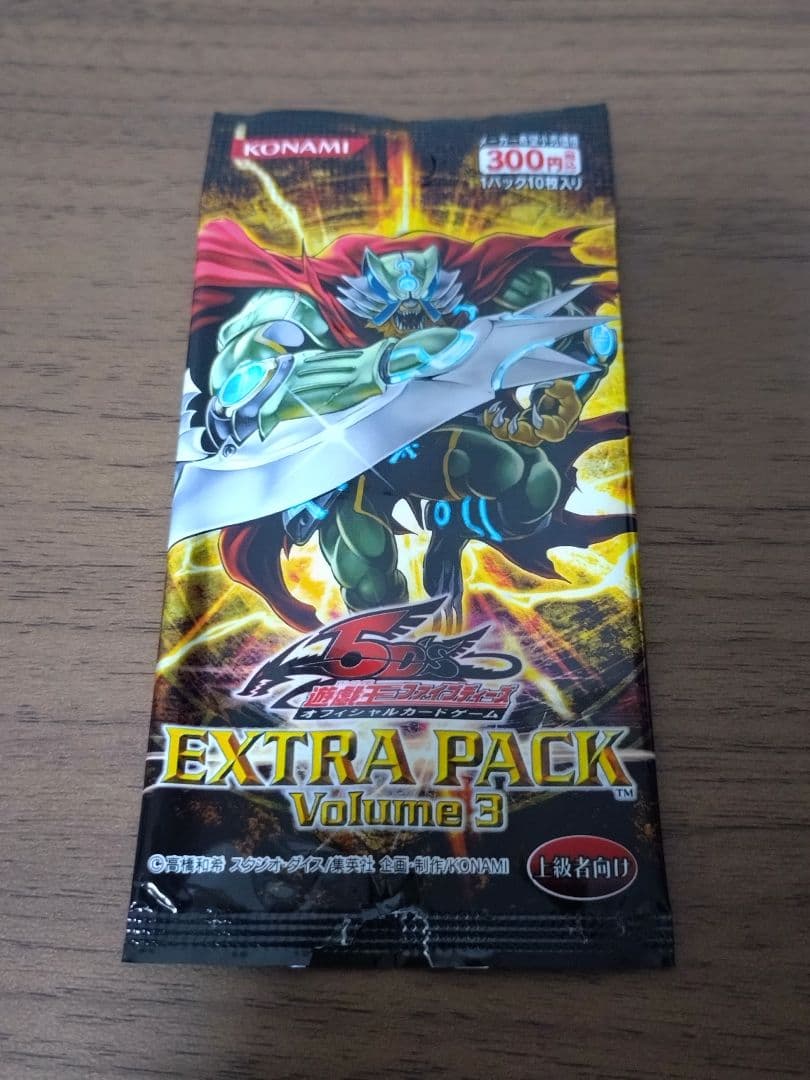 KONAMI
メーカー希望小売価格
300円税込
1パック10枚入り
5D's
遊戯王ファイブディーズ
オフィシャルカードゲーム
EXTRA PACK
TM
Volume 3
©高橋和希 スタジオ・ダイス/集英社 企画・制作/KONAMI
上級者向け